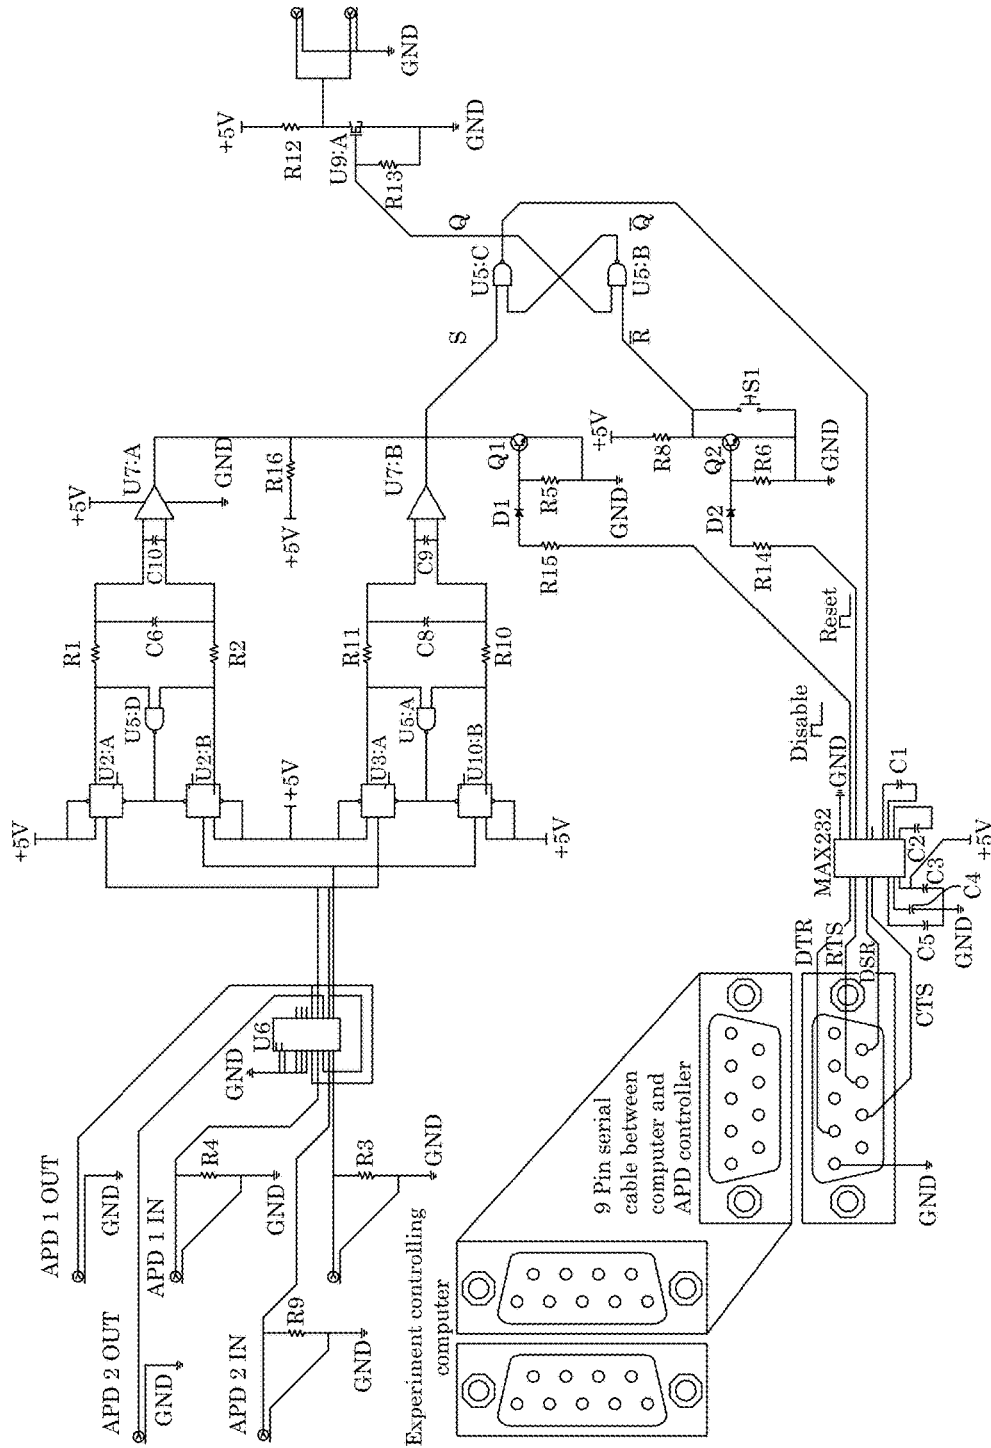 APD 1 OUT
GND
APD 2 OUT
GND
APD 1 IN
R4
GND
APD 2 IN
R9
GND
R3
GND
GND
U6
+5V
U2:A
U5:D
U2:B
R1
C6
R2
C10
+5V
U7:A
GND
+5V
R16
+5V
U3:A
U5:A
U10:B
+5V
R11
C8
R10
C9
U7:B
+5V
R12
U9:A
R13
GND
GND
Q
S
U5:C
U5:B
Q
R
Q1
D1
R5
GND
R15
+5V
R8
Q2
S1
D2
R6
GND
R14
Reset
Disable
GND
MAX232
C1
C2
+5V
C3
C4
C5
GND
DTR
RTS
DSR
CTS
GND
9 Pin serial
cable between
computer and
APD controller
Experiment controlling
computer